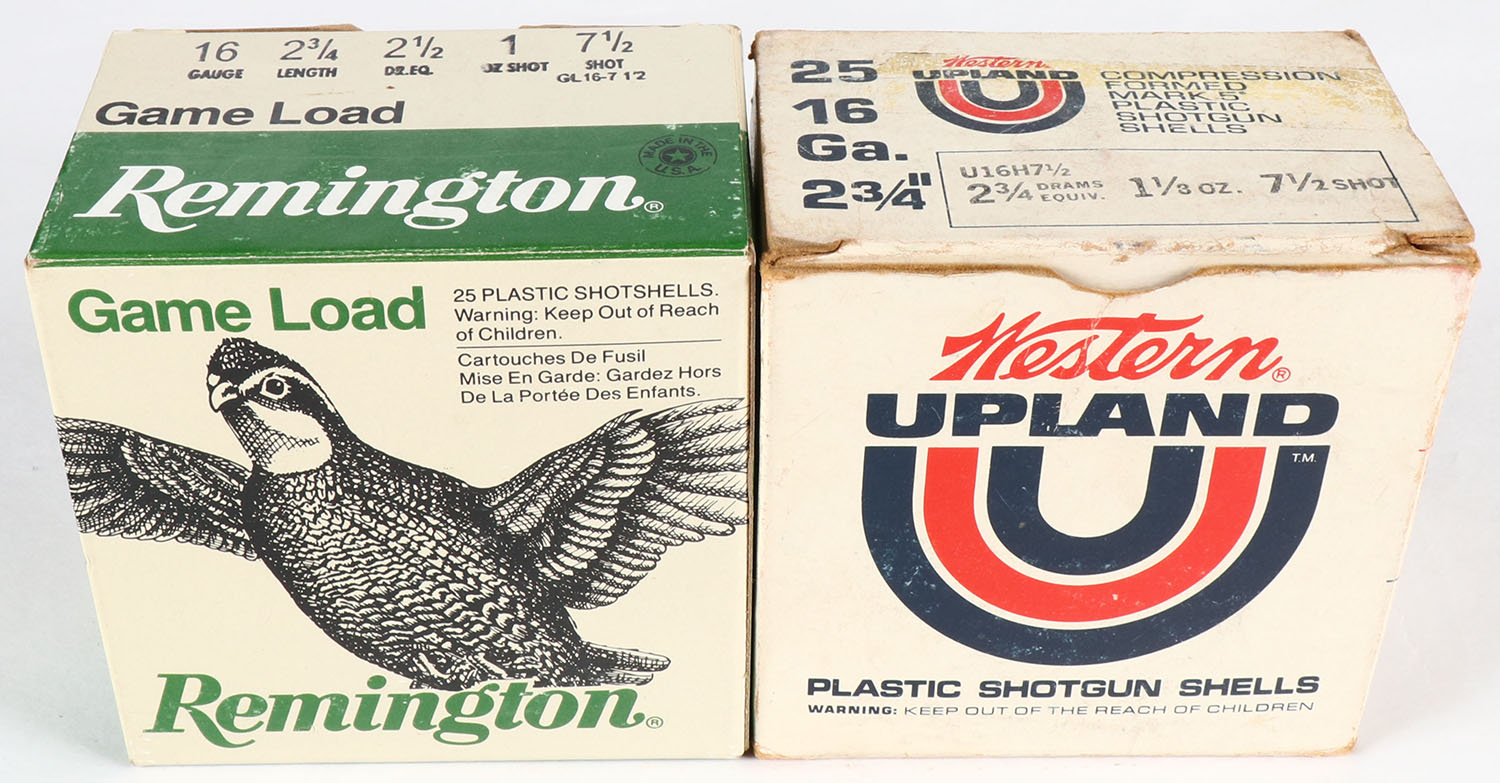 16 2¾ 2½ 1 7½
GAUGE LENGTH DR.EQ. OZ SHOT SHOT
GL16-7 1'2
Game Load
MADE IN THE U.S.A.
Remington®
Game Load
25 PLASTIC SHOTSHELLS.
Warning: Keep Out of Reach
of Children.
Cartouches De Fusil
Mise En Garde: Gardez Hors
De La Portée Des Enfants.
Remington®
25
16
Ga.
2¾"
Western
UPLAND
COMPRESSION
FORMED
MARK 5
PLASTIC
SHOTGUN
SHELLS
U16H7½
2¾ DRAMS EQUIV. 1⅛ OZ. 7½ SHOT
Western®
UPLAND
T.M.
PLASTIC SHOTGUN SHELLS
WARNING: KEEP OUT OF THE REACH OF CHILDREN